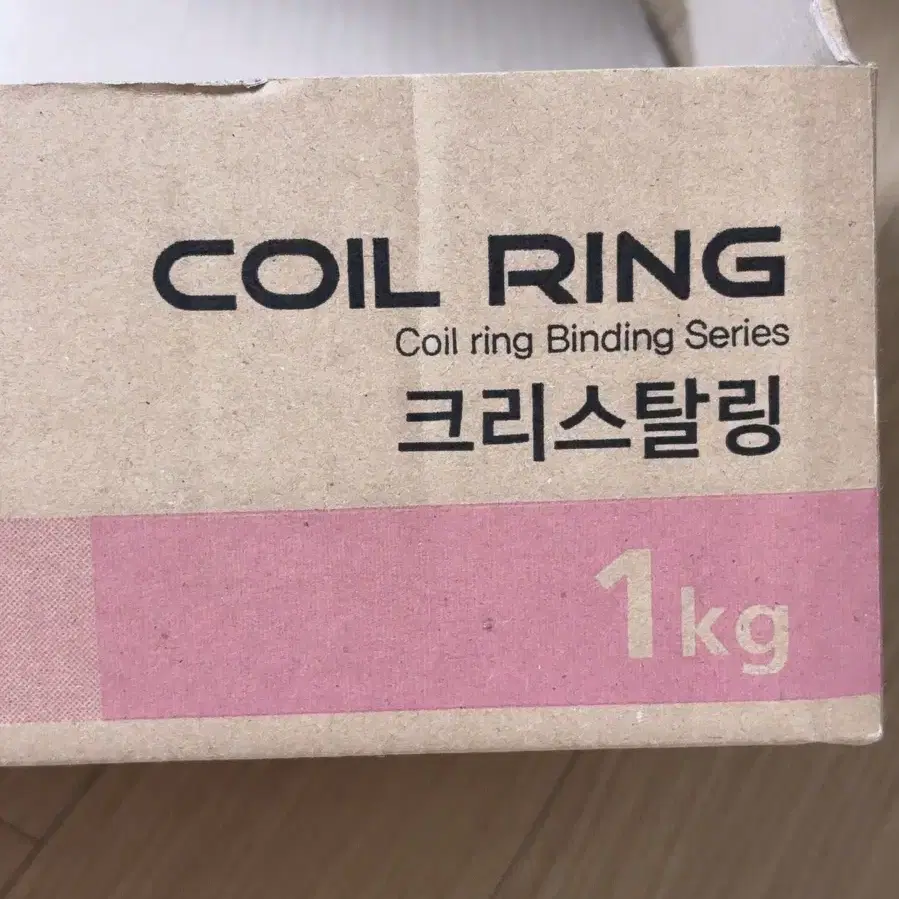 COIL RING
Coil ring Binding Series
크리스탈링
1kg